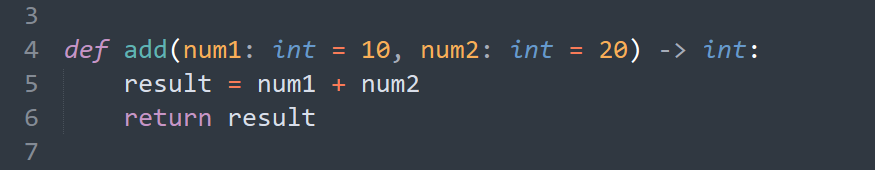 3
4 def add(num1: int = 10, num2: int = 20) -> int:
5     result = num1 + num2
6     return result
7